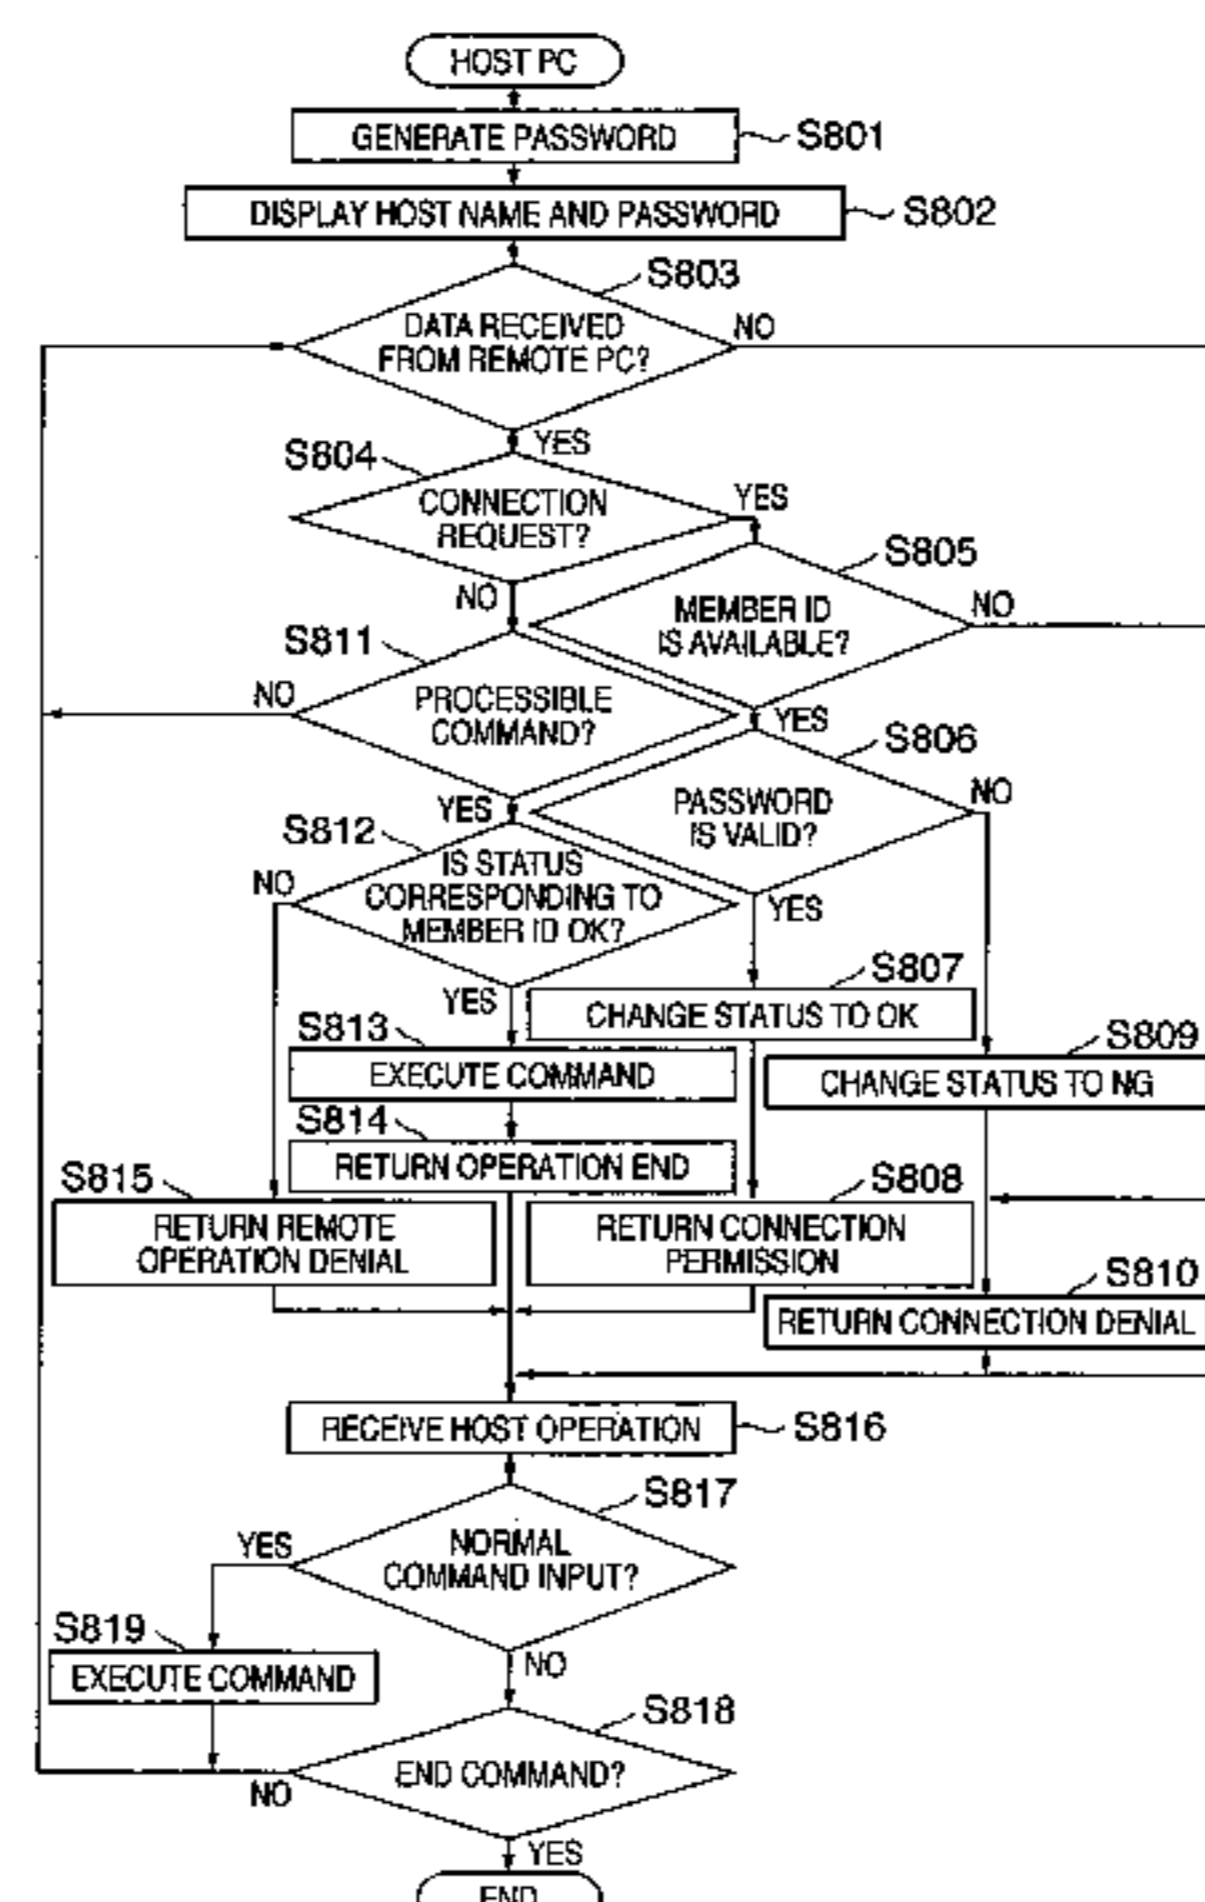 HOST PC
GENERATE PASSWORD
S801
DISPLAY HOST NAME AND PASSWORD
S802
S803
DATA RECEIVED
FROM REMOTE PC?
NO
YES
S804
CONNECTION
REQUEST?
YES
NO
S805
MEMBER ID
IS AVAILABLE?
NO
YES
S811
PROCESSIBLE
COMMAND?
NO
YES
S806
PASSWORD
IS VALID?
NO
YES
S812
IS STATUS
CORRESPONDING TO
MEMBER ID OK?
NO
YES
S807
CHANGE STATUS TO OK
S813
EXECUTE COMMAND
S809
CHANGE STATUS TO NG
S814
RETURN OPERATION END
S815
RETURN REMOTE
OPERATION DENIAL
S808
RETURN CONNECTION
PERMISSION
S810
RETURN CONNECTION DENIAL
RECEIVE HOST OPERATION
S816
S817
NORMAL
COMMAND INPUT?
YES
NO
S819
EXECUTE COMMAND
S818
END COMMAND?
NO
YES
END